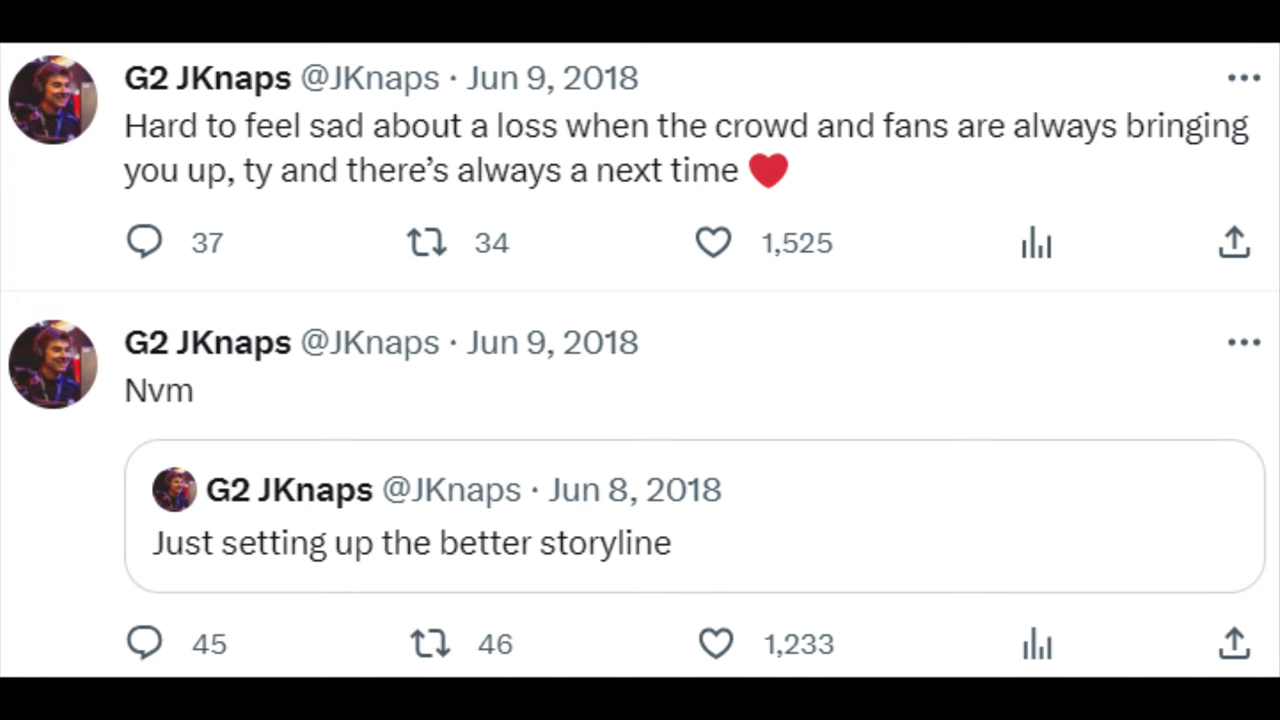 G2 JKnaps @JKnaps · Jun 9, 2018
Hard to feel sad about a loss when the crowd and fans are always bringing
you up, ty and there’s always a next time ❤️
37 34 1,525
G2 JKnaps @JKnaps · Jun 9, 2018
Nvm
G2 JKnaps @JKnaps · Jun 8, 2018
Just setting up the better storyline
45 46 1,233